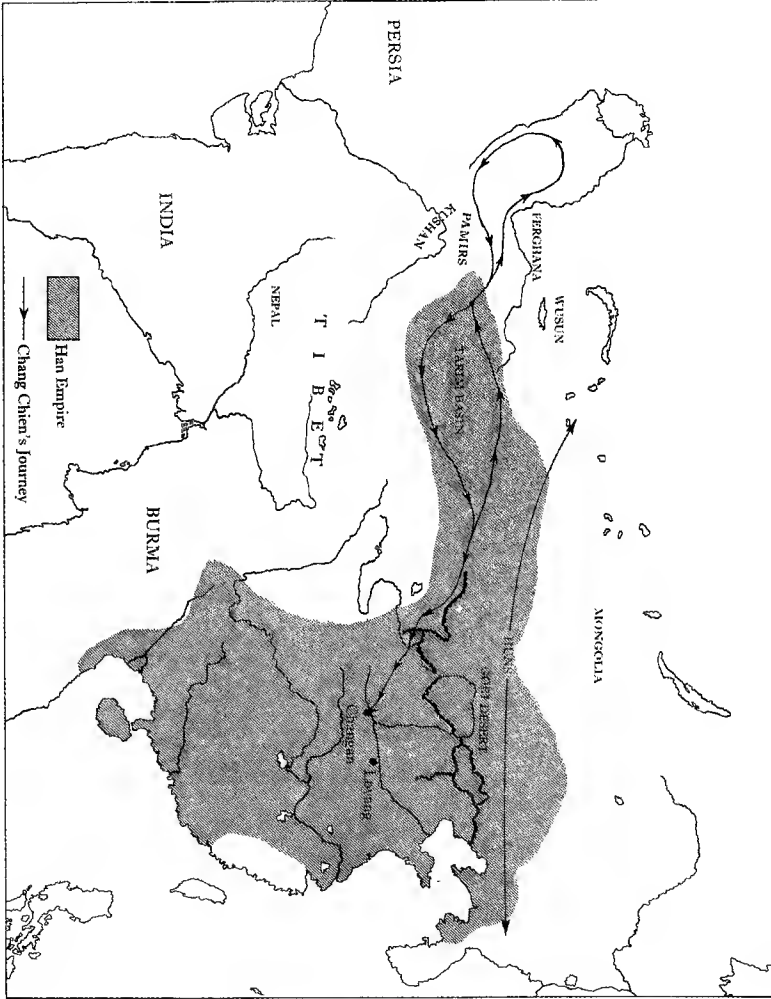 PERSIA
FERGHANA
WUSUN
PAMIRS
KUSHAN
TARIM BASIN
MONGOLIA
HUNS
GOBI DESERT
INDIA
NEPAL
TIBET
Changan
Loyang
BURMA
Han Empire
Chang Chien's Journey